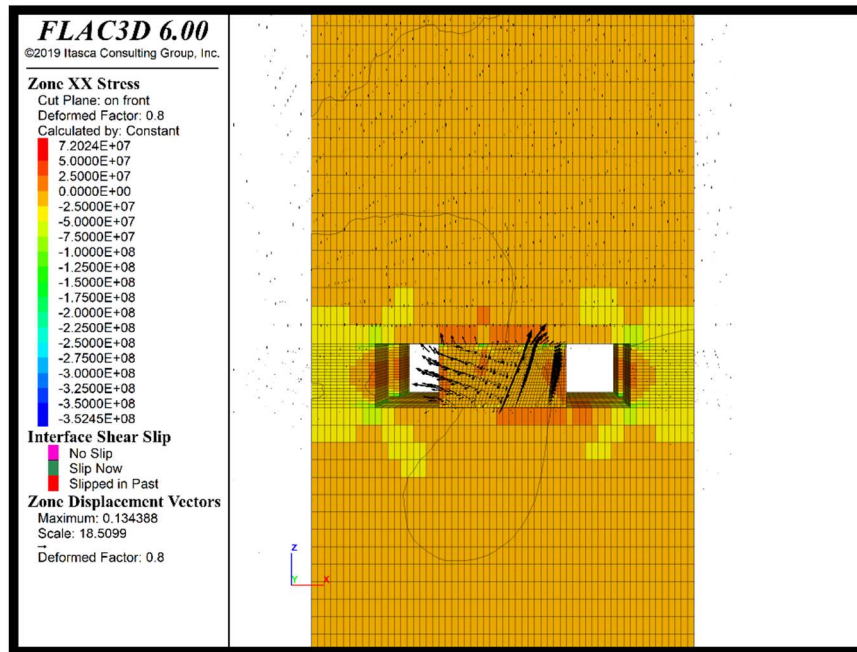 FLAC3D 6.00
©2019 Itasca Consulting Group, Inc.
Zone XX Stress
Cut Plane: on front
Deformed Factor: 0.8
Calculated by: Constant
7.2024E+07
5.0000E+07
2.5000E+07
0.0000E+00
-2.5000E+07
-5.0000E+07
-7.5000E+07
-1.0000E+08
-1.2500E+08
-1.5000E+08
-1.7500E+08
-2.0000E+08
-2.2500E+08
-2.5000E+08
-2.7500E+08
-3.0000E+08
-3.2500E+08
-3.5000E+08
-3.5245E+08
Interface Shear Slip
No Slip
Slip Now
Slipped in Past
Zone Displacement Vectors
Maximum: 0.134388
Scale: 18.5099
Deformed Factor: 0.8
Z
Y X